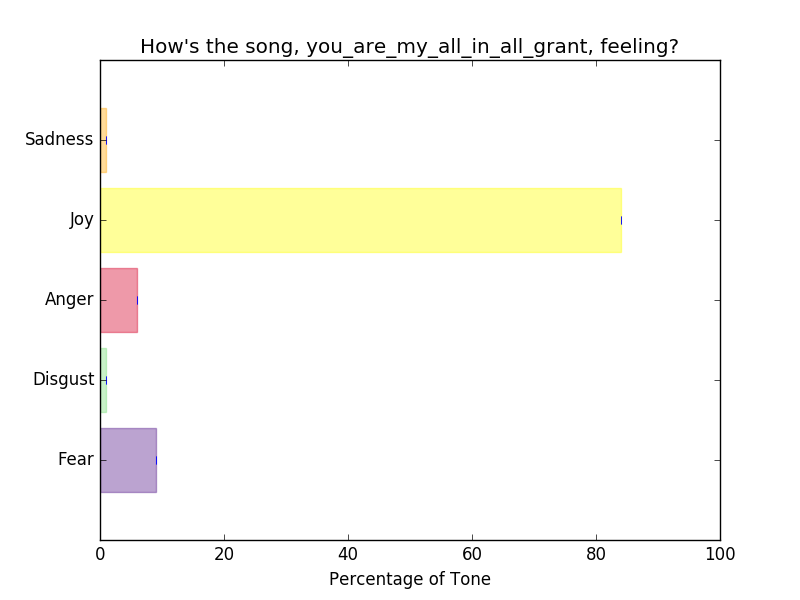 How's the song, you_are_my_all_in_all_grant, feeling?
Sadness
Joy
Anger
Disgust
Fear
0 20 40 60 80 100
Percentage of Tone